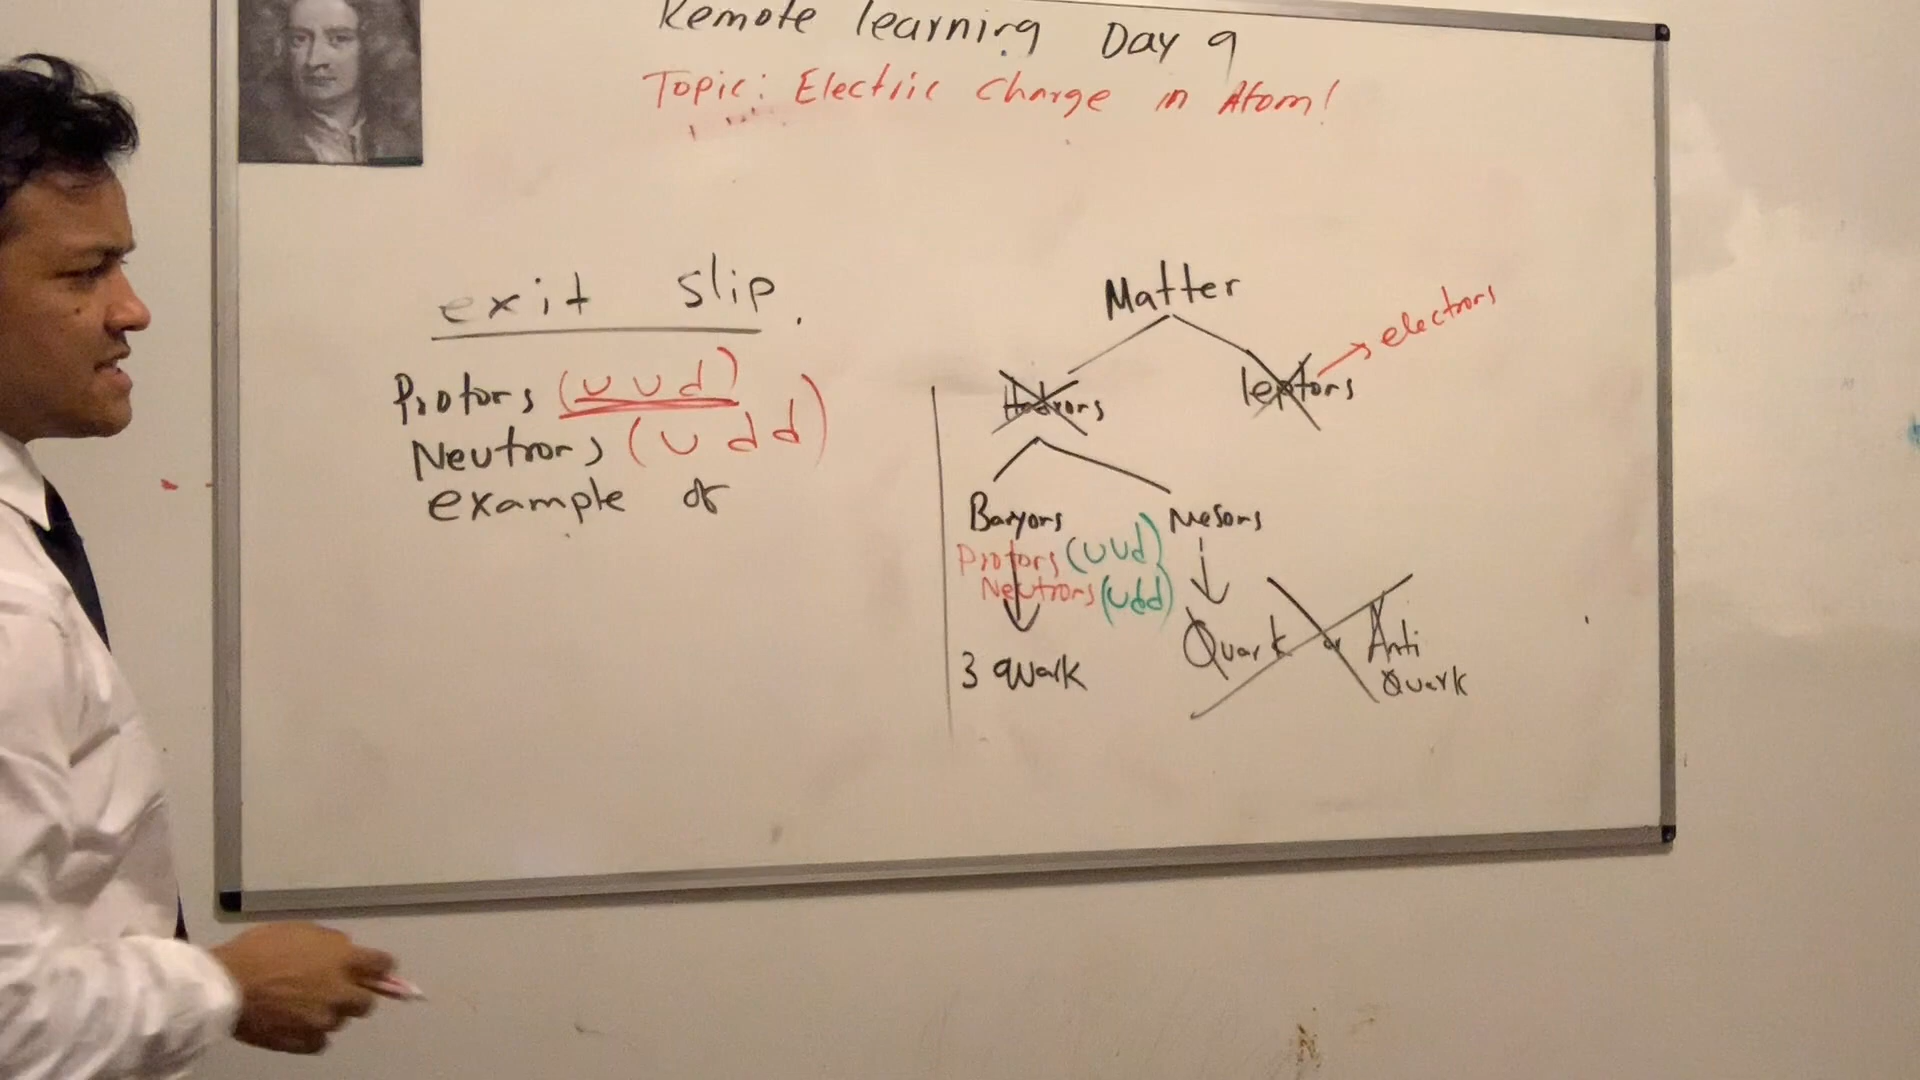 Remote learning Day 9
Topic: Electric charge in Atom!
exit slip.
Protons (uud)
Neutrons (udd)
example of
Matter
Hadrons
leptons → electrons
Baryons
Mesons
Protons (uud)
Neutrons (udd)
3 quark
Quark or Anti
Quark